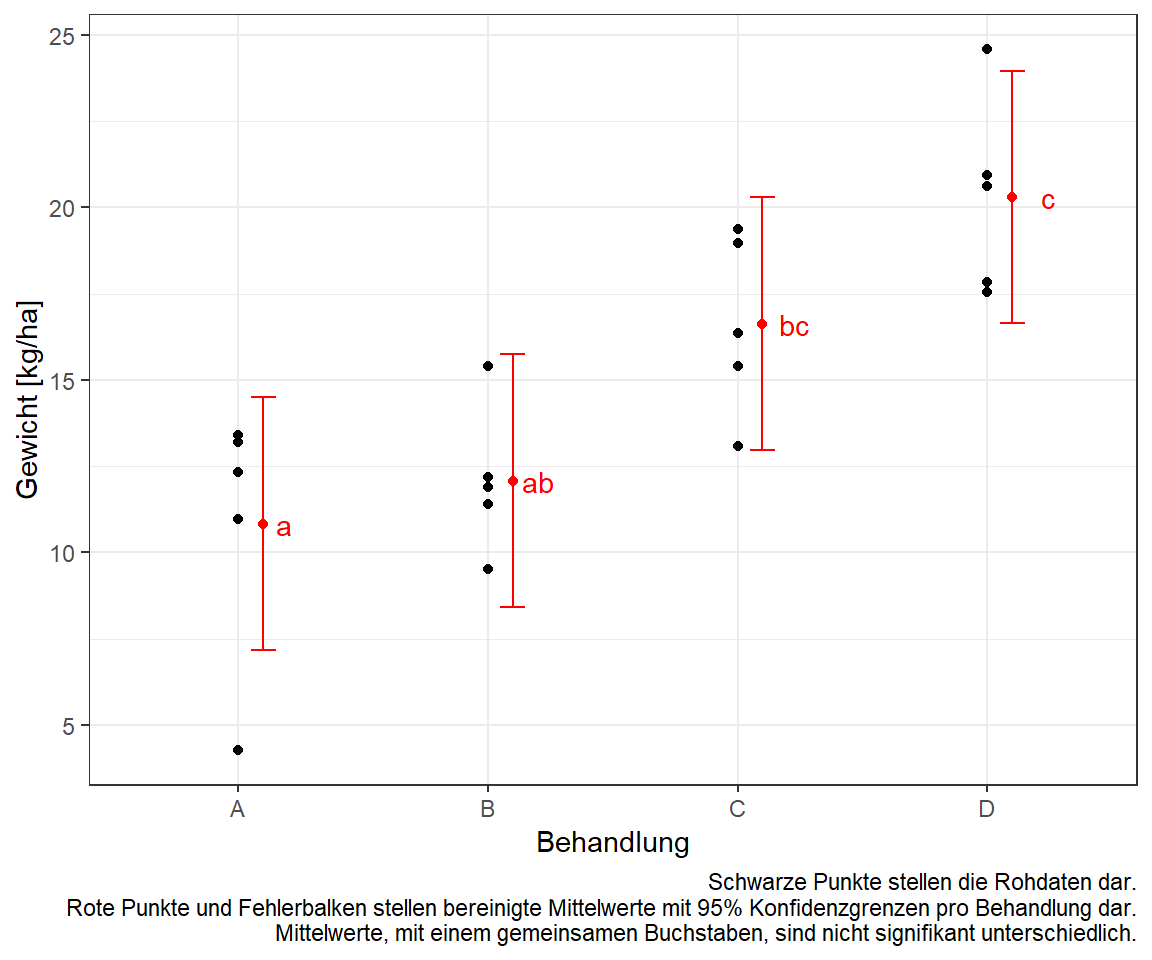 25
20
15
10
5
Gewicht [kg/ha]
a
ab
bc
c
A B C D
Behandlung
Schwarze Punkte stellen die Rohdaten dar.
Rote Punkte und Fehlerbalken stellen bereinigte Mittelwerte mit 95% Konfidenzgrenzen pro Behandlung dar.
Mittelwerte, mit einem gemeinsamen Buchstaben, sind nicht signifikant unterschiedlich.